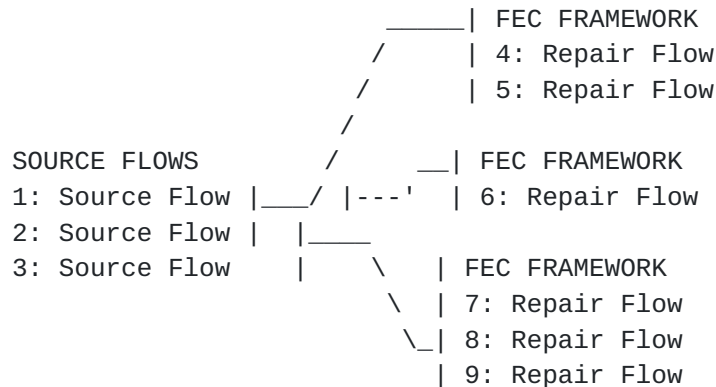 _____| FEC FRAMEWORK
                    /     | 4: Repair Flow
                   /      | 5: Repair Flow
                  /
SOURCE FLOWS     /     __| FEC FRAMEWORK
1: Source Flow |___/ |---'  | 6: Repair Flow
2: Source Flow |  |____
3: Source Flow    |    \   | FEC FRAMEWORK
                        \  | 7: Repair Flow
                         \_| 8: Repair Flow
                           | 9: Repair Flow